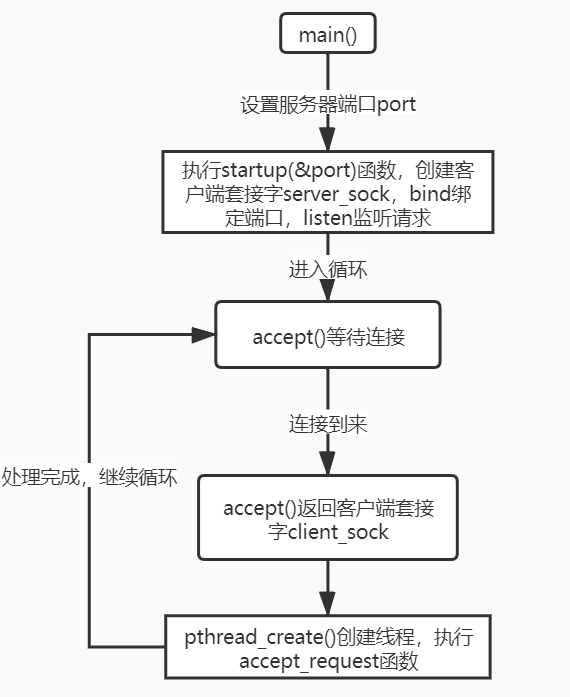 main()
设置服务器端口port
执行startup(&port)函数，创建客
户端套接字server_sock，bind绑
定端口，listen监听请求
进入循环
accept()等待连接
连接到来
处理完成，继续循环
accept()返回客户端套接
字client_sock
pthread_create()创建线程，执行
accept_request函数